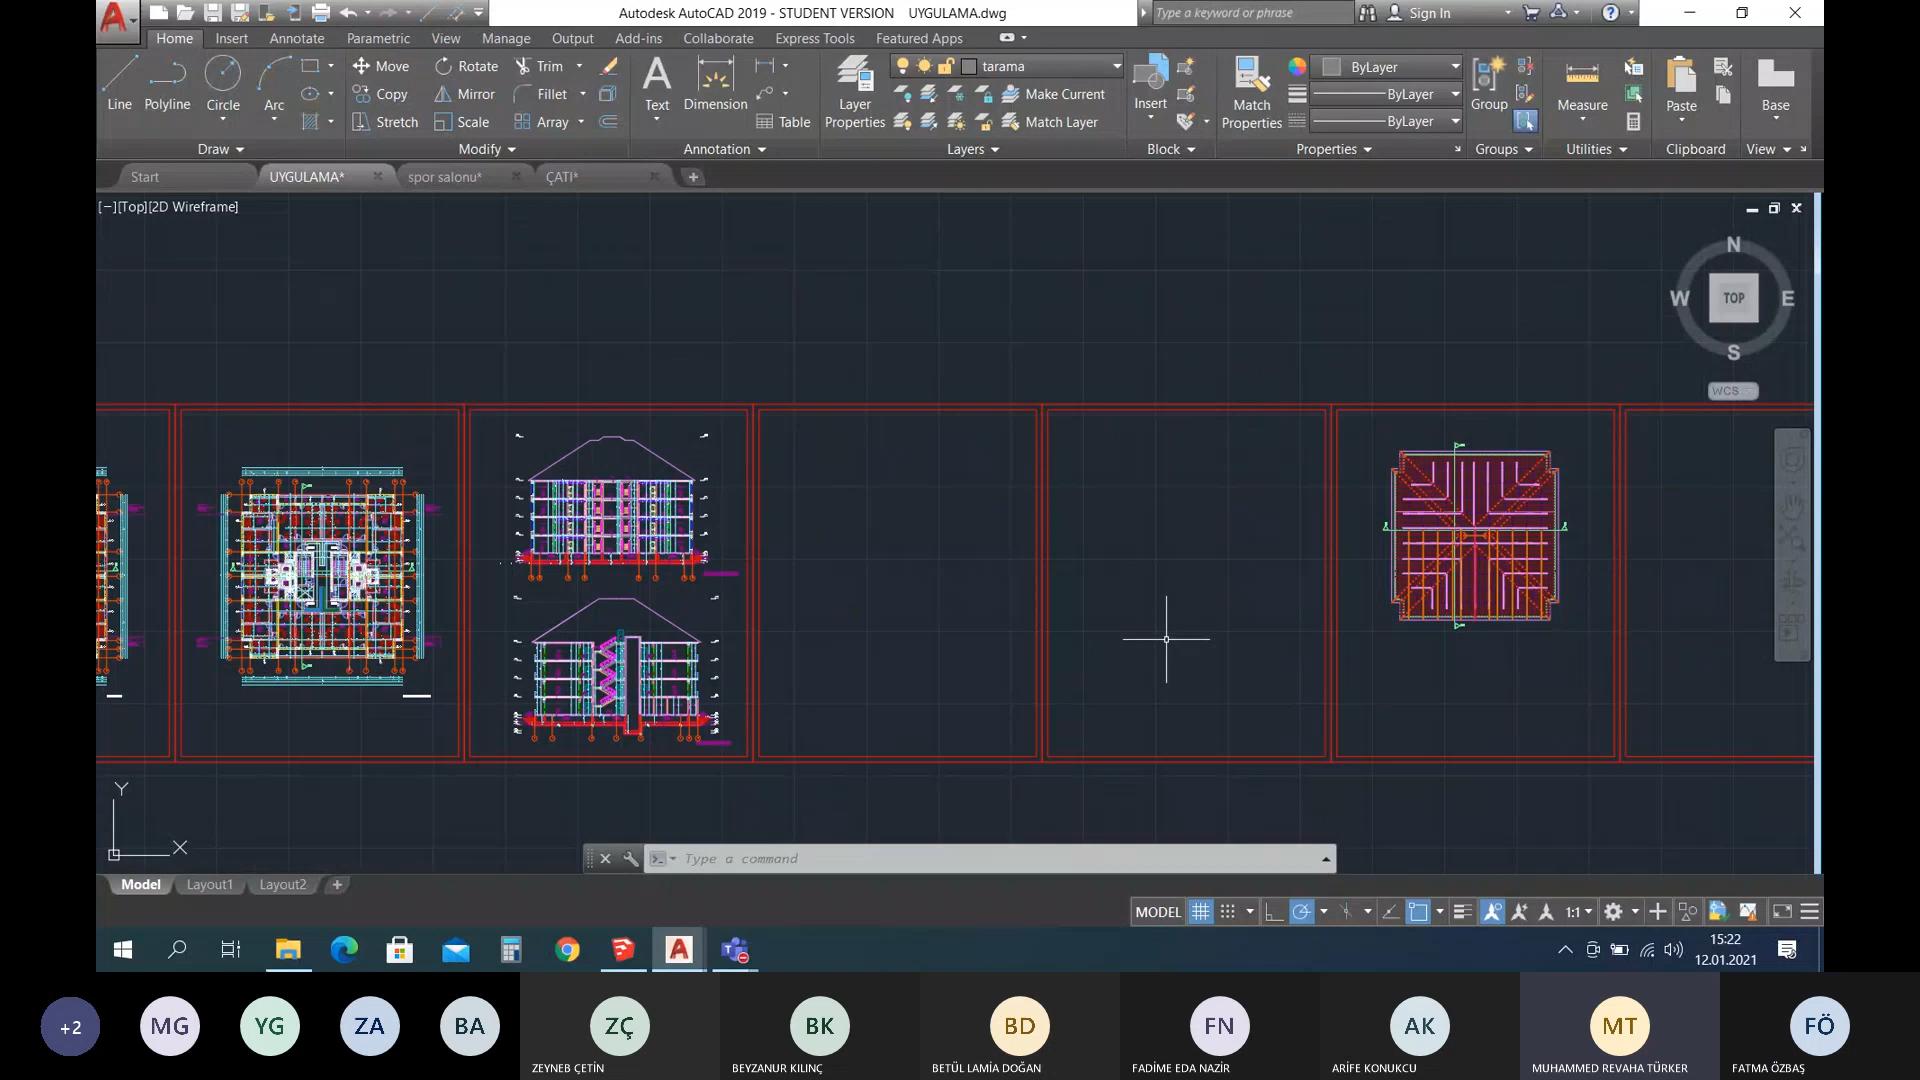 Autodesk AutoCAD 2019 - STUDENT VERSION UYGULAMA.dwg
Type a keyword or phrase
Sign In
Home Insert Annotate Parametric View Manage Output Add-ins Collaborate Express Tools Featured Apps
Line
Polyline
Circle
Arc
Draw
Move Rotate Trim
Copy Mirror Fillet
Stretch Scale Array
Modify
Text
Dimension
Table
Annotation
Layer
Properties
tarama
Make Current
Match Layer
Layers
Insert
Block
Match
Properties
ByLayer
ByLayer
ByLayer
Properties
Group
Groups
Measure
Utilities
Paste
Clipboard
Base
View
Start UYGULAMA* spor salonu* ÇATI*
[−][Top][2D Wireframe]
N
W TOP E
S
WCS
Y
X
Type a command
Model Layout1 Layout2
MODEL 1:1
15:22
12.01.2021
+2
MG
YG
ZA
BA
ZÇ
BK
BD
FN
AK
MT
FÖ
ZEYNEB ÇETİN
BEYZANUR KILINÇ
BETÜL LAMİA DOĞAN
FADİME EDA NAZİR
ARİFE KONUKCU
MUHAMMED REVAHA TÜRKER
FATMA ÖZBAŞ